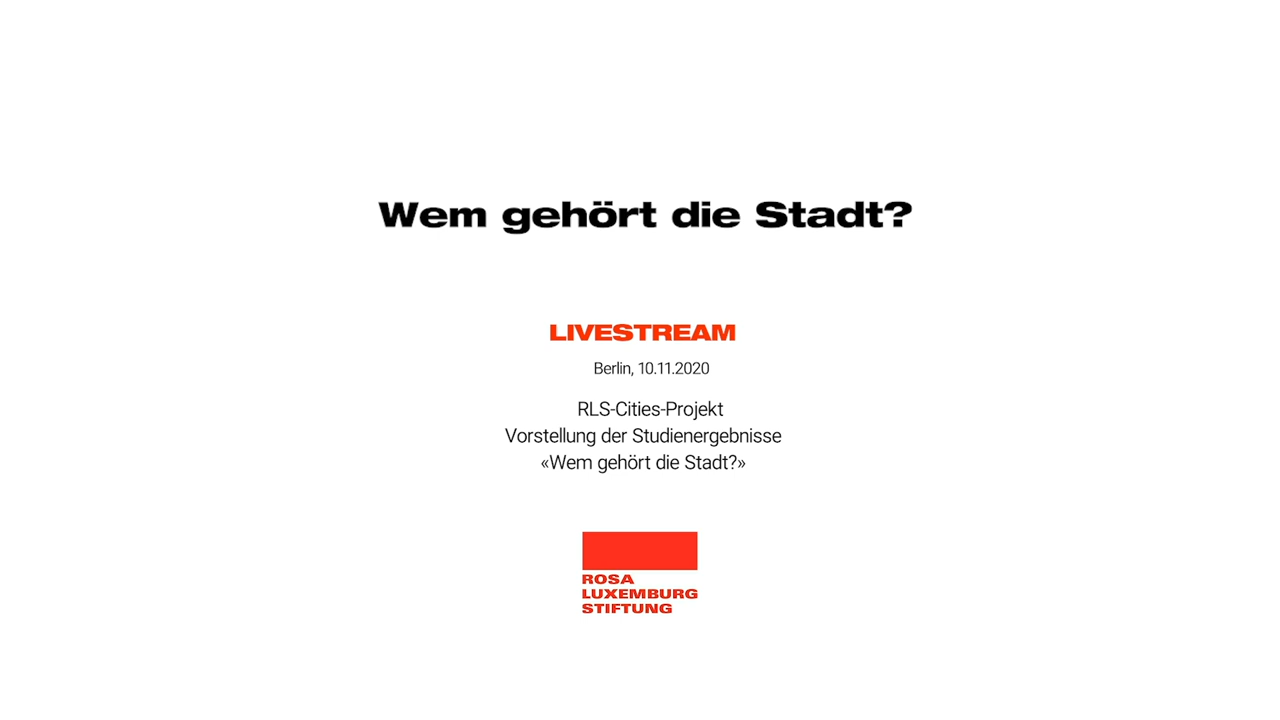 Wem gehört die Stadt?
LIVESTREAM
Berlin, 10.11.2020
RLS-Cities-Projekt
Vorstellung der Studienergebnisse
«Wem gehört die Stadt?»
ROSA
LUXEMBURG
STIFTUNG